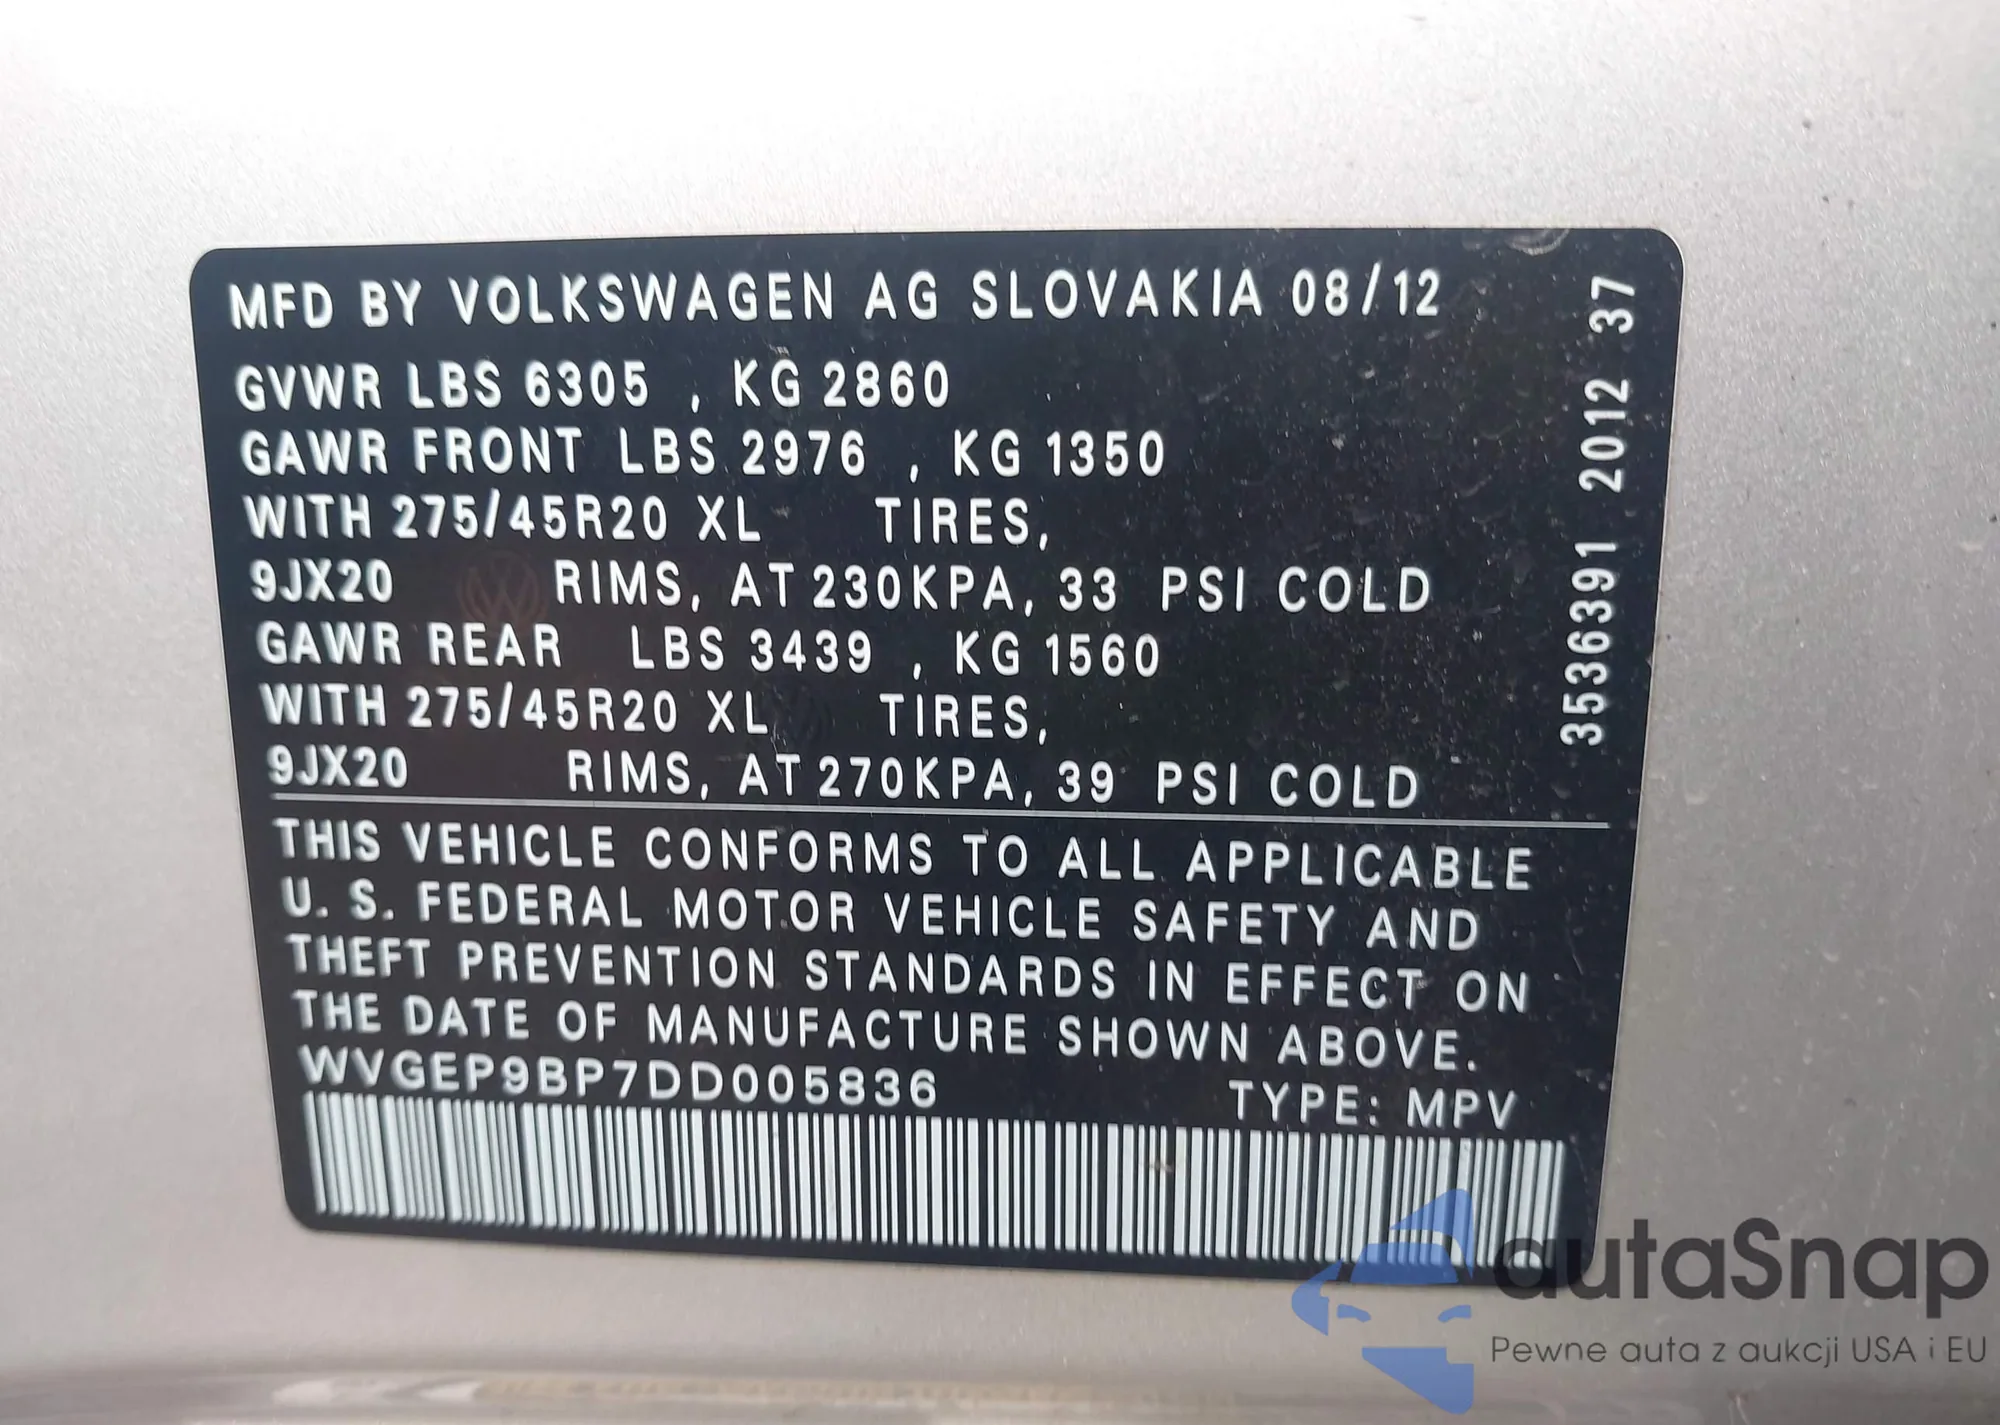 MFD BY VOLKSWAGEN AG SLOVAKIA 08/12
GVWR LBS 6305 , KG 2860
GAWR FRONT LBS 2976 , KG 1350
WITH 275/45R20 XL TIRES,
9JX20 RIMS, AT 230KPA, 33 PSI COLD
GAWR REAR LBS 3439 , KG 1560
WITH 275/45R20 XL TIRES,
9JX20 RIMS, AT 270KPA, 39 PSI COLD
THIS VEHICLE CONFORMS TO ALL APPLICABLE
U. S. FEDERAL MOTOR VEHICLE SAFETY AND
THEFT PREVENTION STANDARDS IN EFFECT ON
THE DATE OF MANUFACTURE SHOWN ABOVE.
WVGEP9BP7DD005836 TYPE: MPV
3536391 2012 37
autaSnap
Pewne auta z aukcji USA i EU